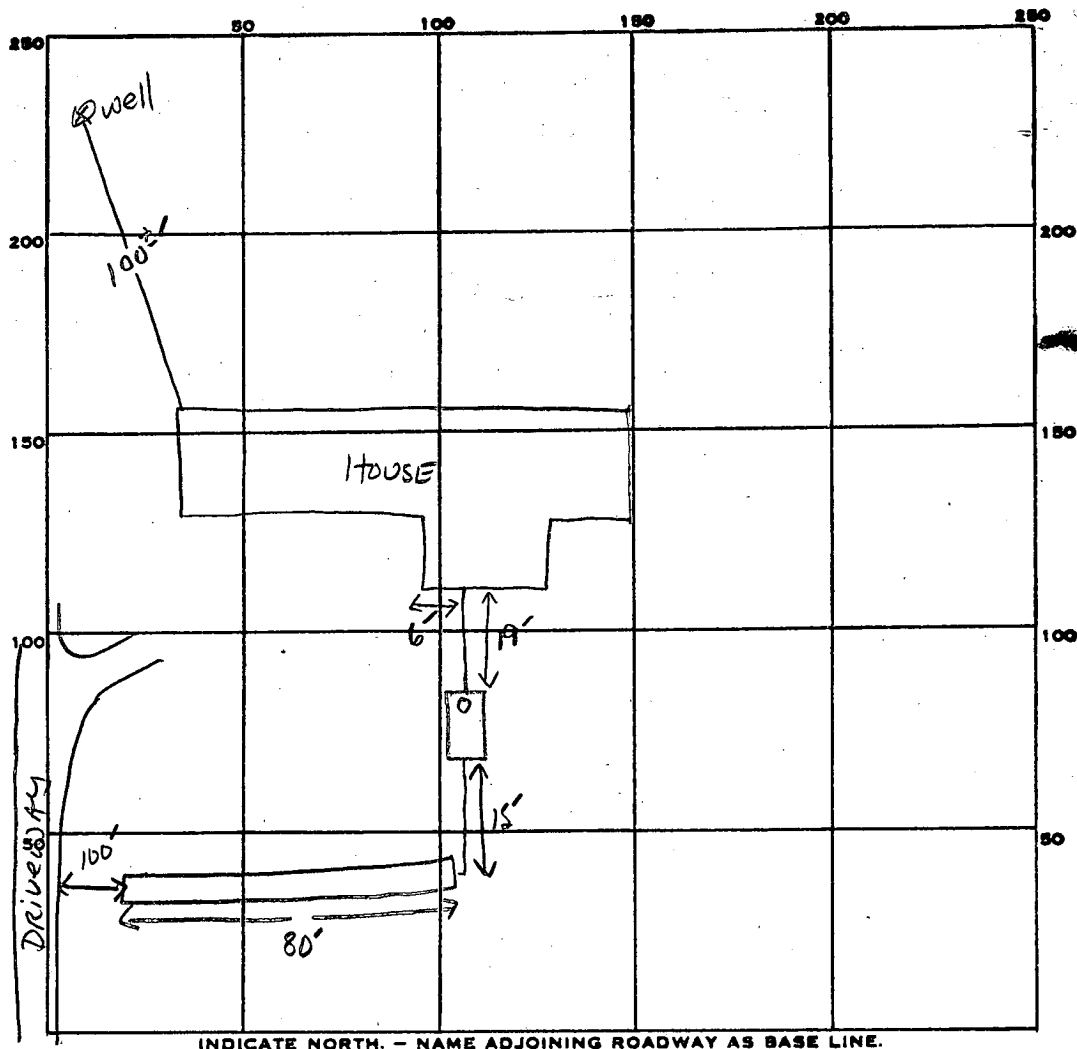 50 100 150 200 250
250
well
200 200
100±'
150 150
HOUSE
100 100
6' 19'
50 50
15'
100'
DRIVEWAY
80'
INDICATE NORTH. – NAME ADJOINING ROADWAY AS BASE LINE.